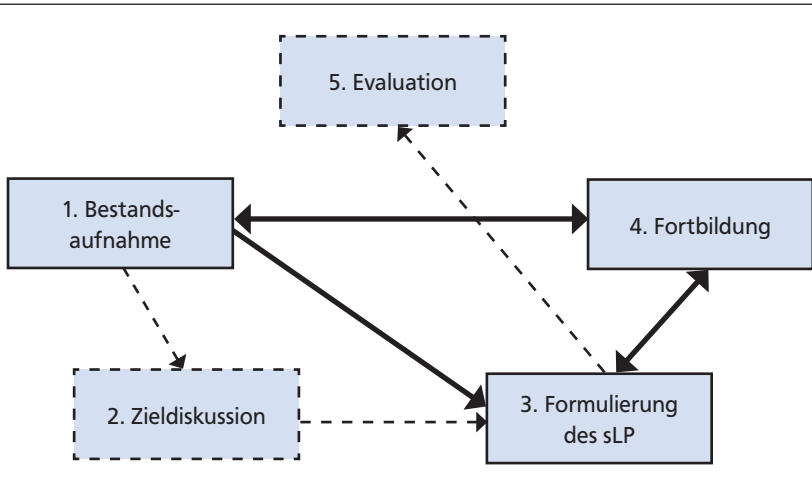 5. Evaluation
1. Bestands-
aufnahme
4. Fortbildung
2. Zieldiskussion
3. Formulierung
des sLP